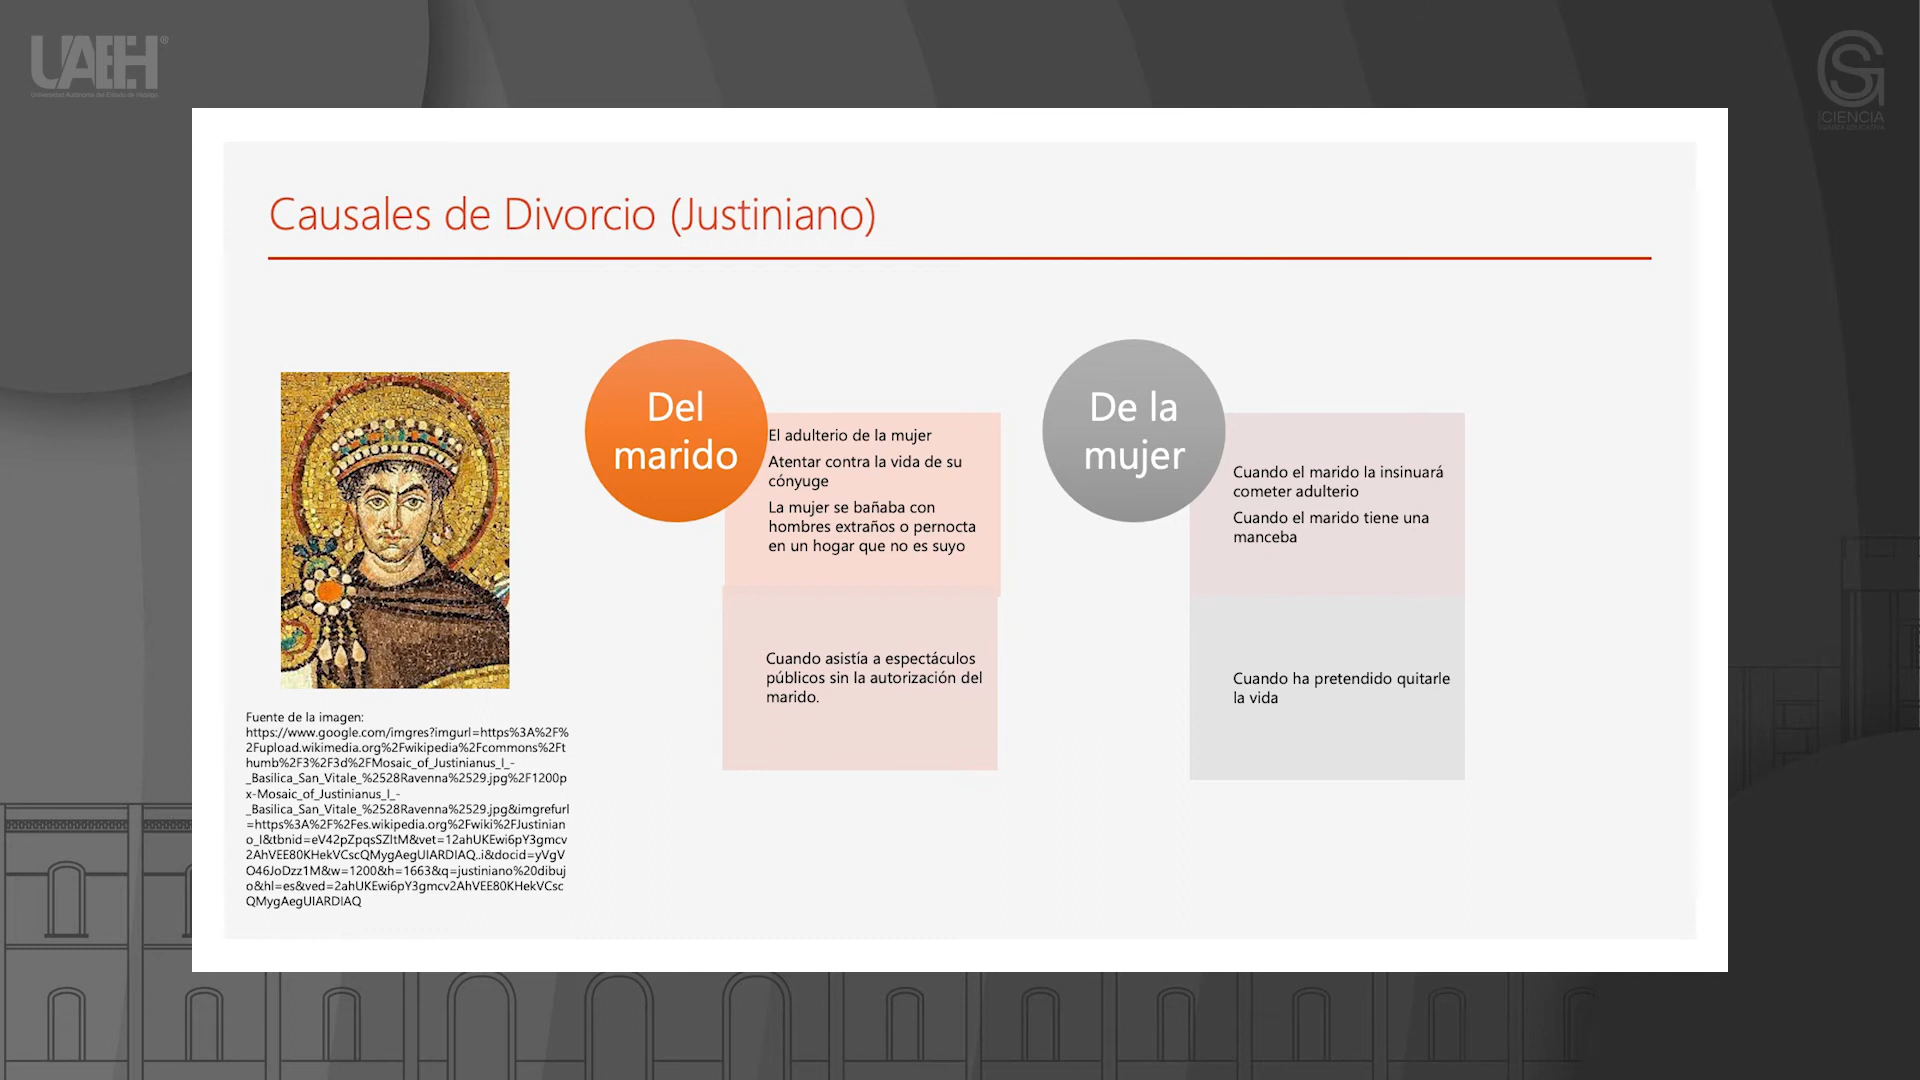 UAEH
Universidad Autónoma del Estado de Hidalgo
CIENCIA
Causales de Divorcio (Justiniano)
Del
marido
El adulterio de la mujer
Atentar contra la vida de su
cónyuge
La mujer se bañaba con
hombres extraños o pernocta
en un hogar que no es suyo
Cuando asistía a espectáculos
públicos sin la autorización del
marido.
De la
mujer
Cuando el marido la insinuará
cometer adulterio
Cuando el marido tiene una
manceba
Cuando ha pretendido quitarle
la vida
Fuente de la imagen:
https://www.google.com/imgres?imgurl=https%3A%2F%
2Fupload.wikimedia.org%2Fwikipedia%2Fcommons%2Ft
humb%2F3%2F3d%2FMosaic_of_Justinianus_I_-
_Basilica_San_Vitale_%2528Ravenna%2529.jpg%2F1200p
x-Mosaic_of_Justinianus_I_-
_Basilica_San_Vitale_%2528Ravenna%2529.jpg&imgrefurl
=https%3A%2F%2Fes.wikipedia.org%2Fwiki%2FJustinian
o_I&tbnid=eV42pZpqsSZltM&vet=12ahUKEwi6pY3gmcv
2AhVEE80KHekVCscQMygAegUIARDIAQ..i&docid=yVgV
O46JoDzz1M&w=1200&h=1663&q=justiniano%20dibuj
o&hl=es&ved=2ahUKEwi6pY3gmcv2AhVEE80KHekVCsc
QMygAegUIARDIAQ